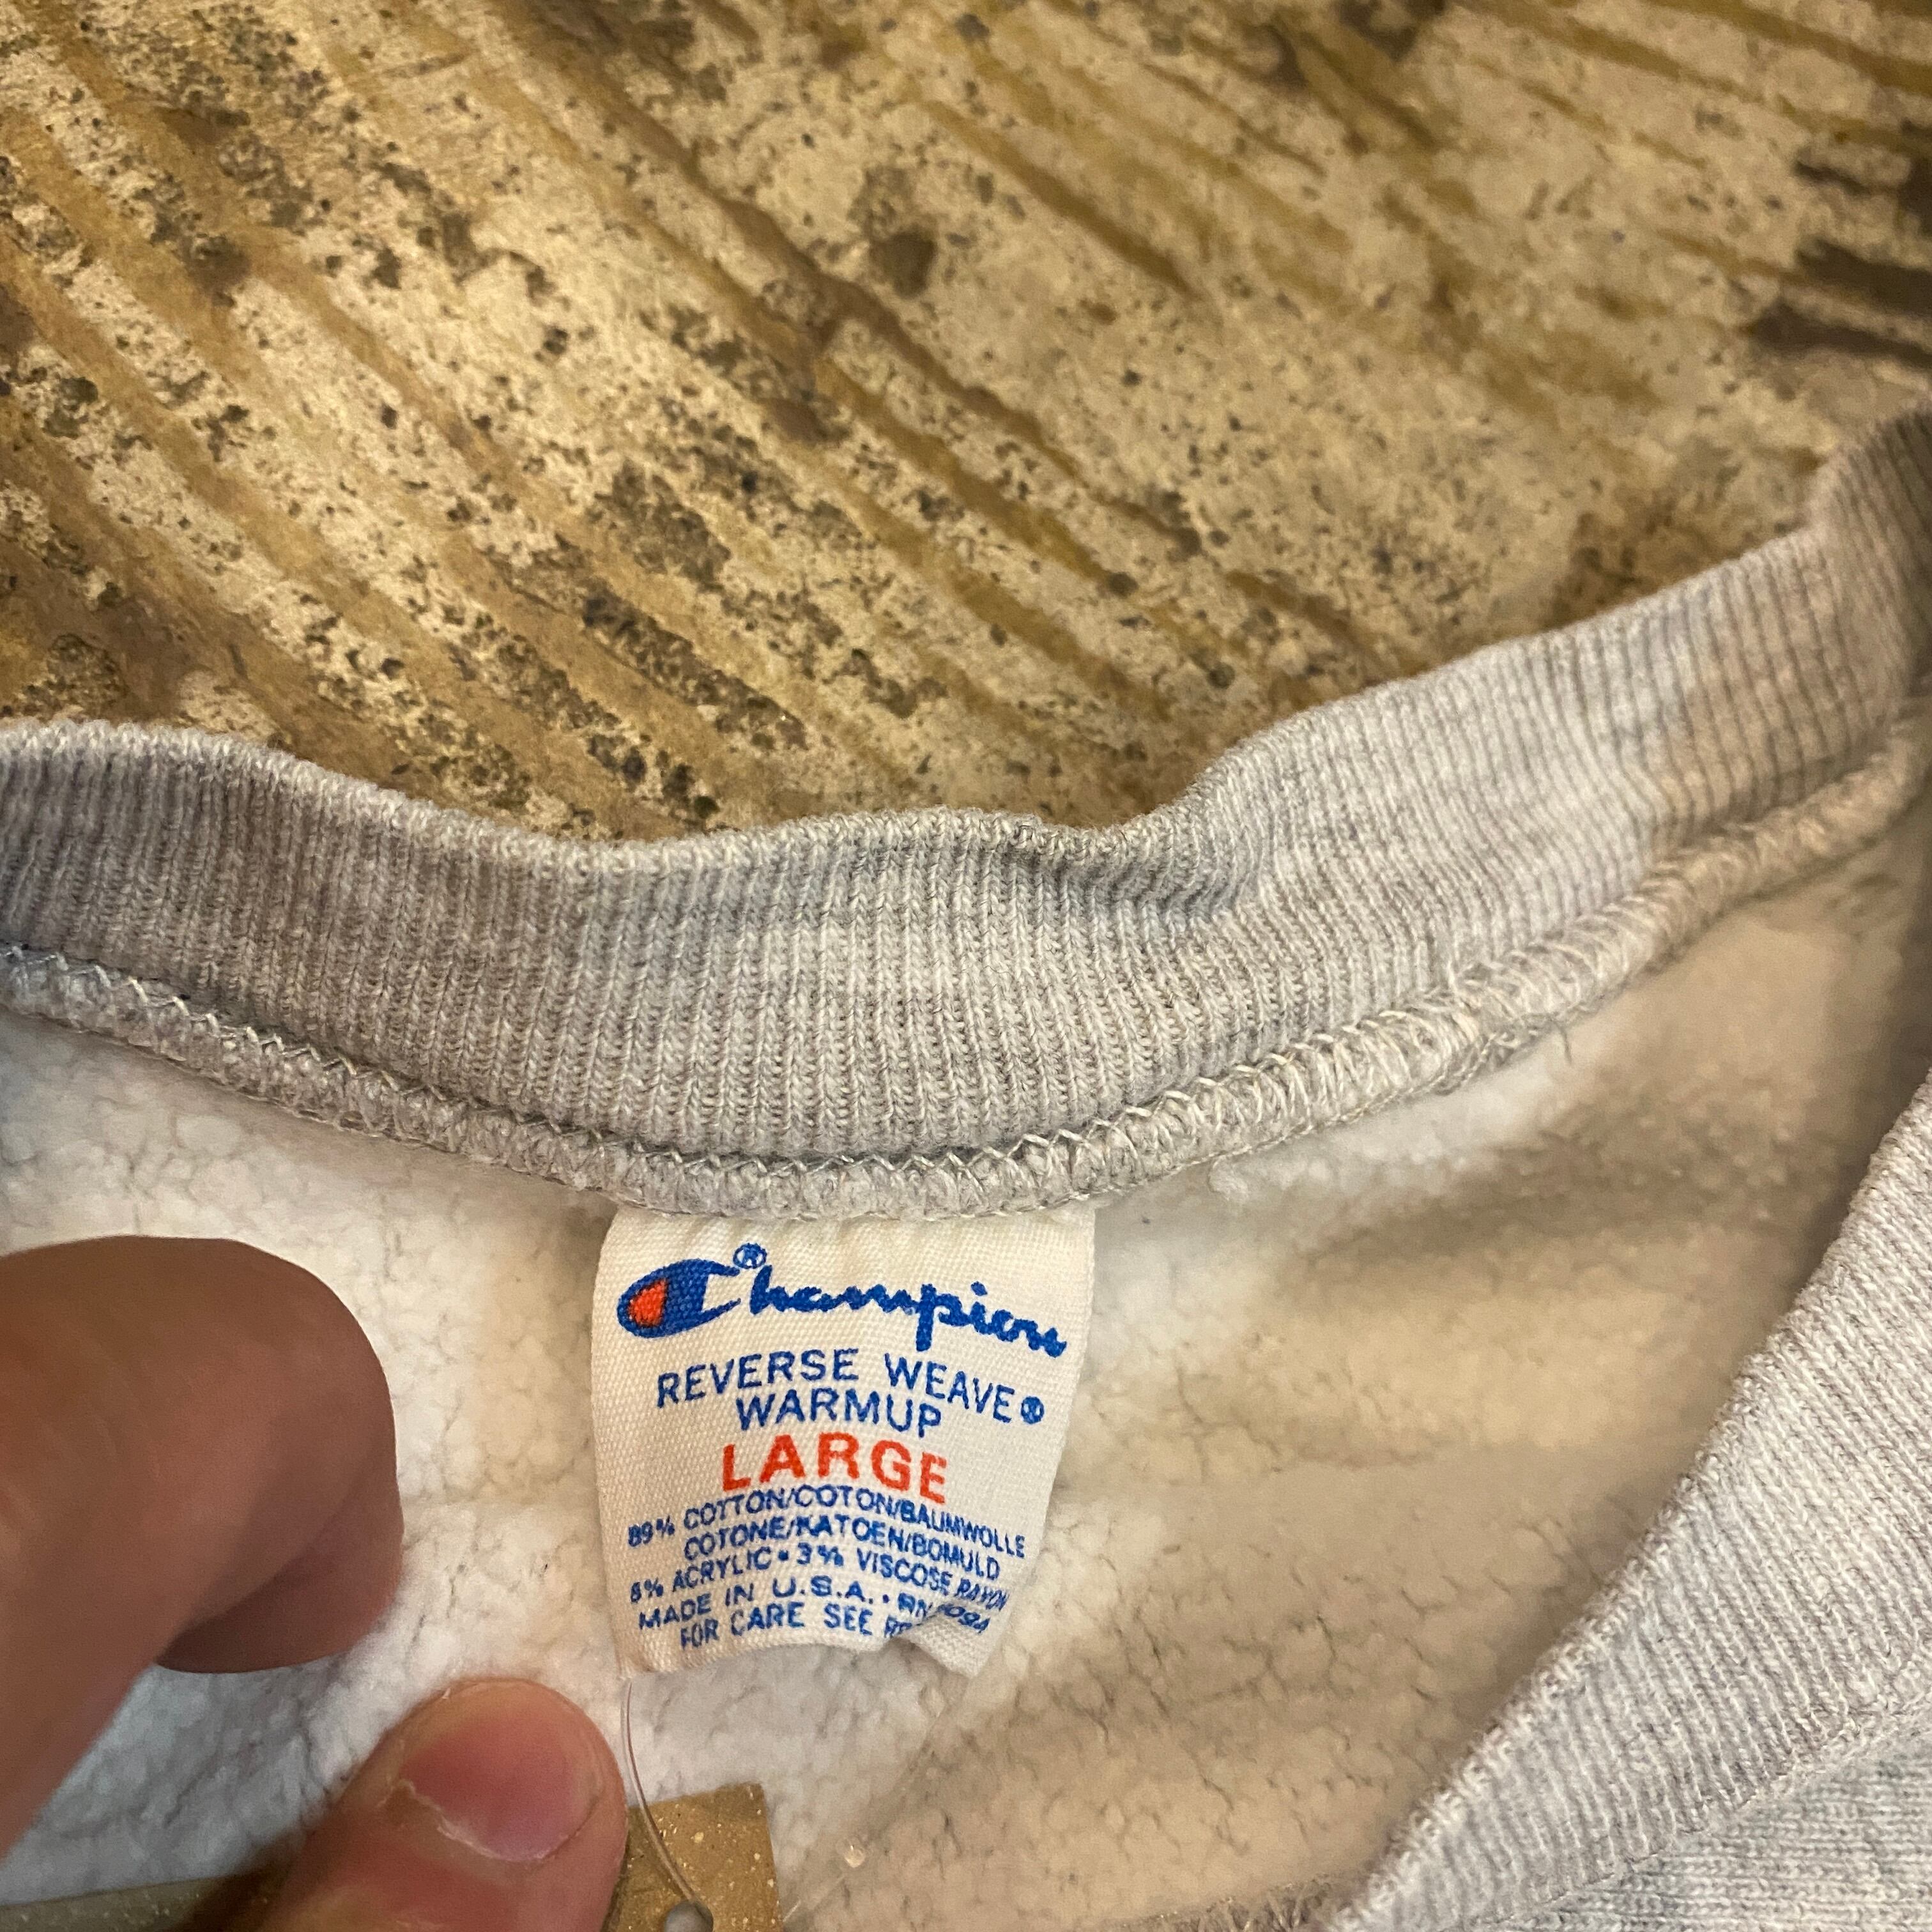 Champion®
REVERSE WEAVE®
WARMUP
LARGE
89% COTTON/COTON/BAUMWOLLE
COTONE/KATOEN/BOMULD
8% ACRYLIC • 3% VISCOSE RAYON
MADE IN U.S.A. • RN
FOR CARE SEE